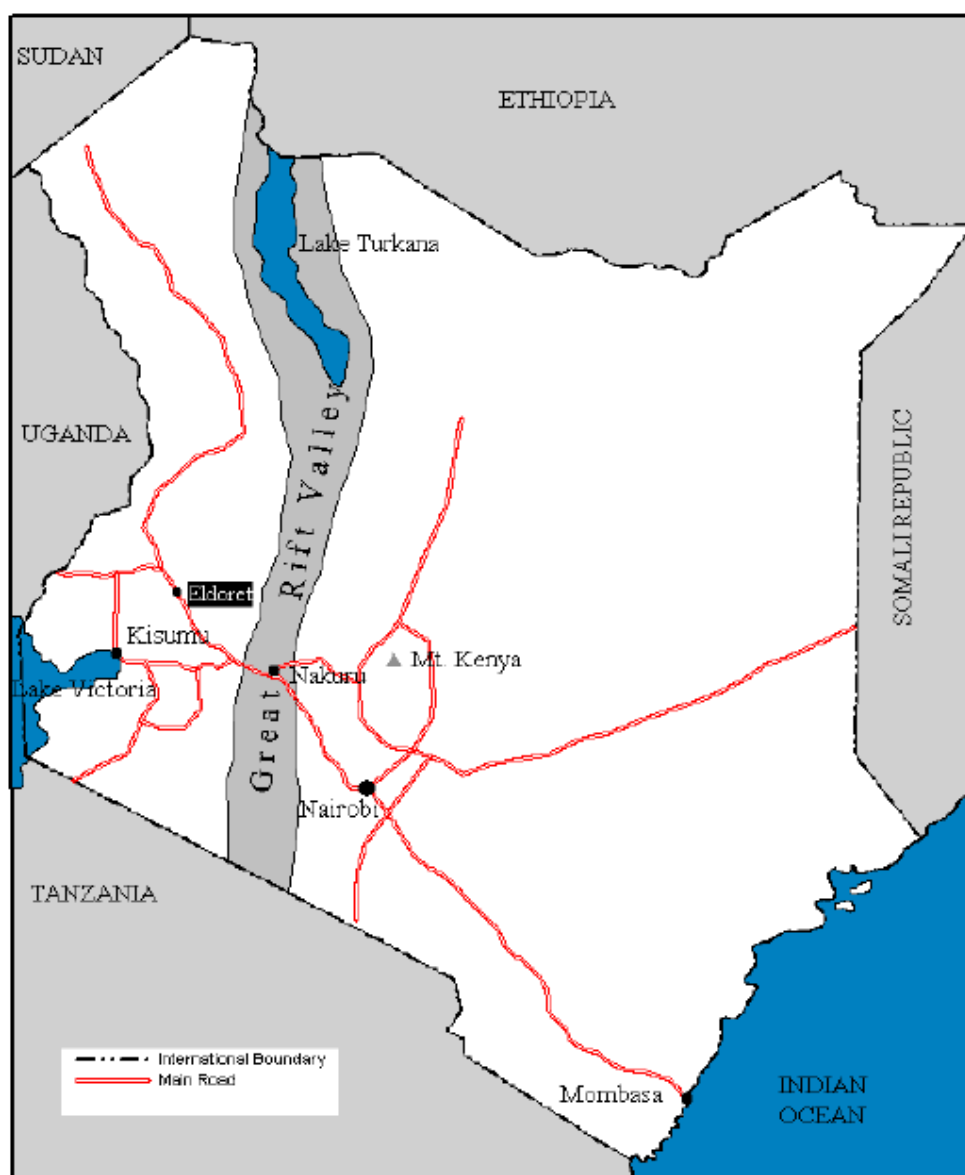 SUDAN
ETHIOPIA
Lake Turkana
UGANDA
Great Rift Valley
SOMALI REPUBLIC
Eldoret
Kisumu
Mt. Kenya
Nakuru
Lake Victoria
Nairobi
TANZANIA
International Boundary
Main Road
Mombasa
INDIAN
OCEAN